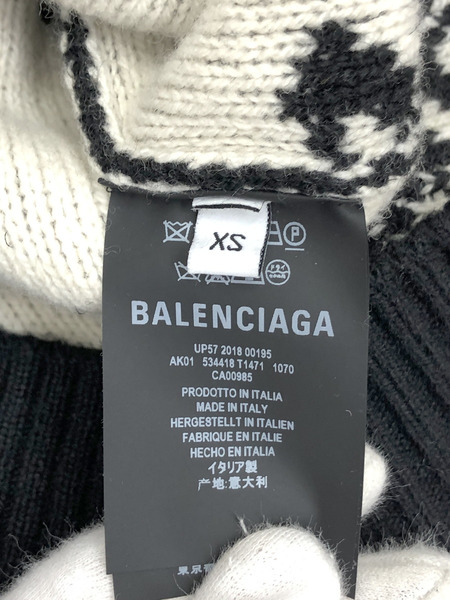 XS
BALENCIAGA
UP57 2018 00195
AK01 534418 T1471 1070
CA00985
PRODOTTO IN ITALIA
MADE IN ITALY
HERGESTELLT IN ITALIEN
FABRIQUE EN ITALIE
HECHO EN ITALIA
イタリア製
产地:意大利